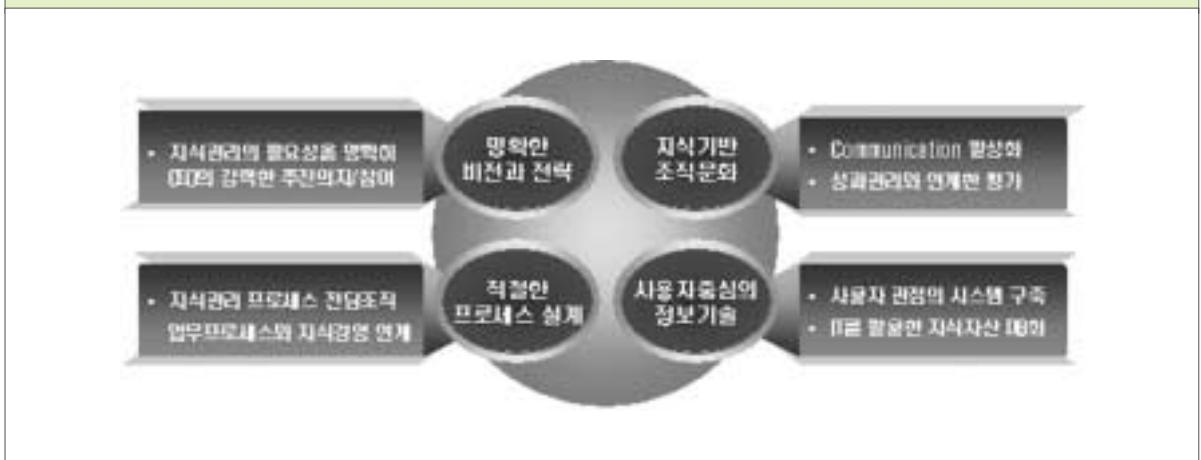 • 지식관리의 필요성을 명확히
CEO의 강력한 추진의지/참여
명확한
비전과 전략
지식기반
조직문화
• Communication 활성화
• 성과관리와 연계한 평가
• 지식관리 프로세스 전담조직
업무프로세스와 지식경영 연계
적절한
프로세스 설계
사용자중심의
정보기술
• 사용자 관점의 시스템 구축
• IT를 활용한 지식자산 DB화